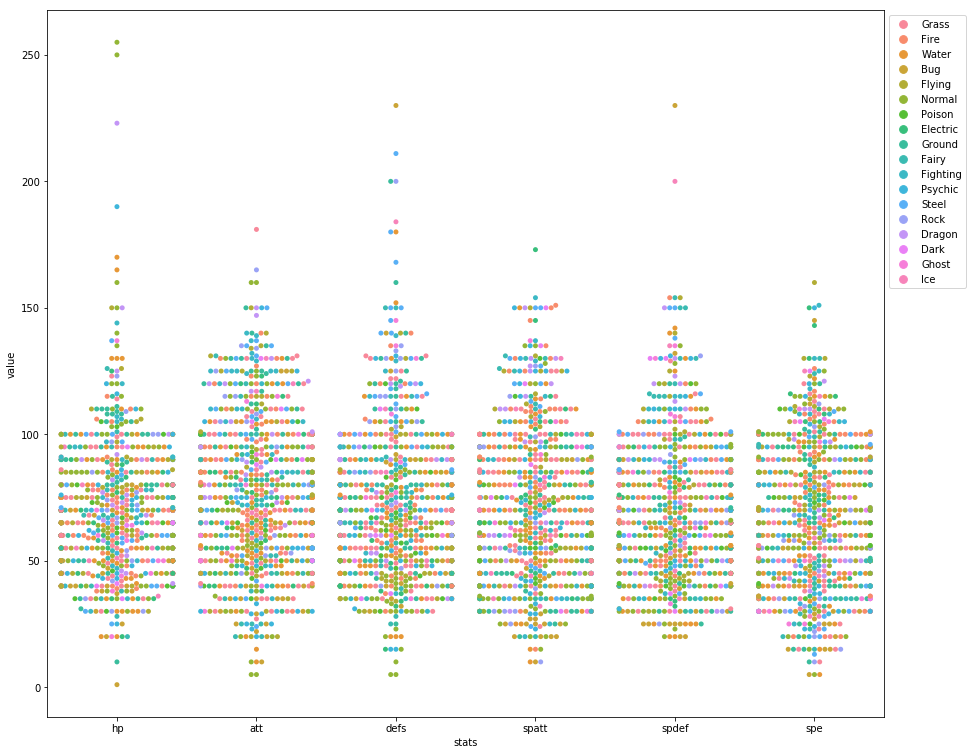 250
200
150
100
50
0
value
hp att defs spatt spdef spe
stats
Grass
Fire
Water
Bug
Flying
Normal
Poison
Electric
Ground
Fairy
Fighting
Psychic
Steel
Rock
Dragon
Dark
Ghost
Ice